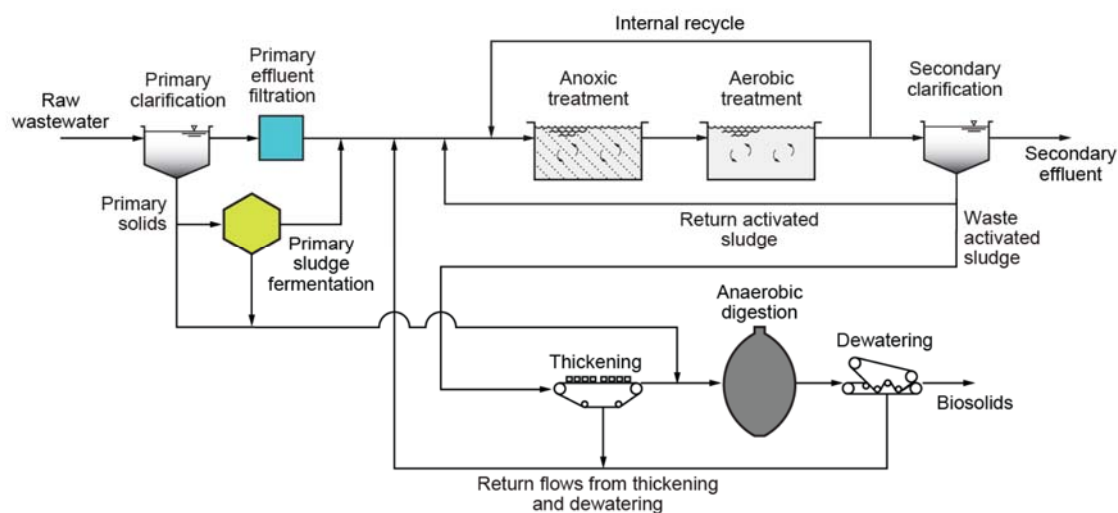 Internal recycle
Primary
effluent
filtration
Primary
clarification
Raw
wastewater
Anoxic
treatment
Aerobic
treatment
Secondary
clarification
Secondary
effluent
Primary
solids
Primary
sludge
fermentation
Return activated
sludge
Waste
activated
sludge
Anaerobic
digestion
Thickening
Dewatering
Biosolids
Return flows from thickening
and dewatering